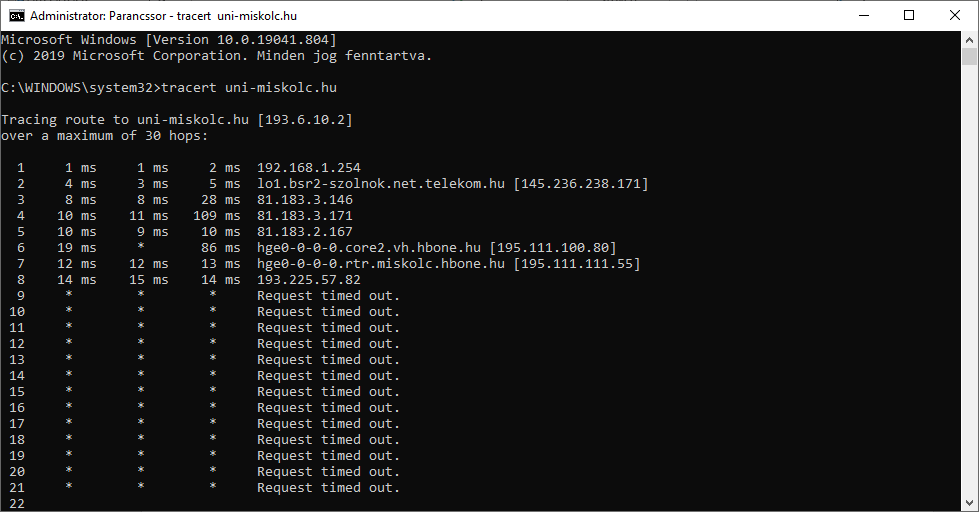 Administrator: Parancssor - tracert  uni-miskolc.hu
Microsoft Windows [Version 10.0.19041.804]
(c) 2019 Microsoft Corporation. Minden jog fenntartva.
C:\WINDOWS\system32>tracert uni-miskolc.hu
Tracing route to uni-miskolc.hu [193.6.10.2]
over a maximum of 30 hops:
  1     1 ms     1 ms     2 ms  192.168.1.254
  2     4 ms     3 ms     5 ms  lo1.bsr2-szolnok.net.telekom.hu [145.236.238.171]
  3     8 ms     8 ms    28 ms  81.183.3.146
  4    10 ms    11 ms   109 ms  81.183.3.171
  5    10 ms     9 ms    10 ms  81.183.2.167
  6    19 ms     *       86 ms  hge0-0-0-0.core2.vh.hbone.hu [195.111.100.80]
  7    12 ms    12 ms    13 ms  hge0-0-0-0.rtr.miskolc.hbone.hu [195.111.111.55]
  8    14 ms    15 ms    14 ms  193.225.57.82
  9     *        *        *     Request timed out.
 10     *        *        *     Request timed out.
 11     *        *        *     Request timed out.
 12     *        *        *     Request timed out.
 13     *        *        *     Request timed out.
 14     *        *        *     Request timed out.
 15     *        *        *     Request timed out.
 16     *        *        *     Request timed out.
 17     *        *        *     Request timed out.
 18     *        *        *     Request timed out.
 19     *        *        *     Request timed out.
 20     *        *        *     Request timed out.
 21     *        *        *     Request timed out.
 22